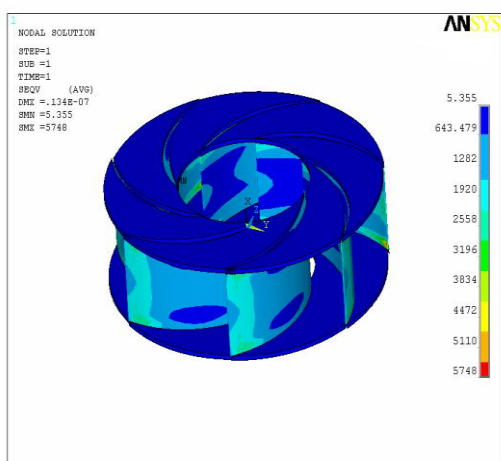 1
NODAL SOLUTION
STEP=1
SUB =1
TIME=1
SEQV (AVG)
DMX =.134E-07
SMN =5.355
SMX =5748
ANSYS
5.355
643.479
1282
1920
2558
3196
3834
4472
5110
5748
MN
X
Z
Y